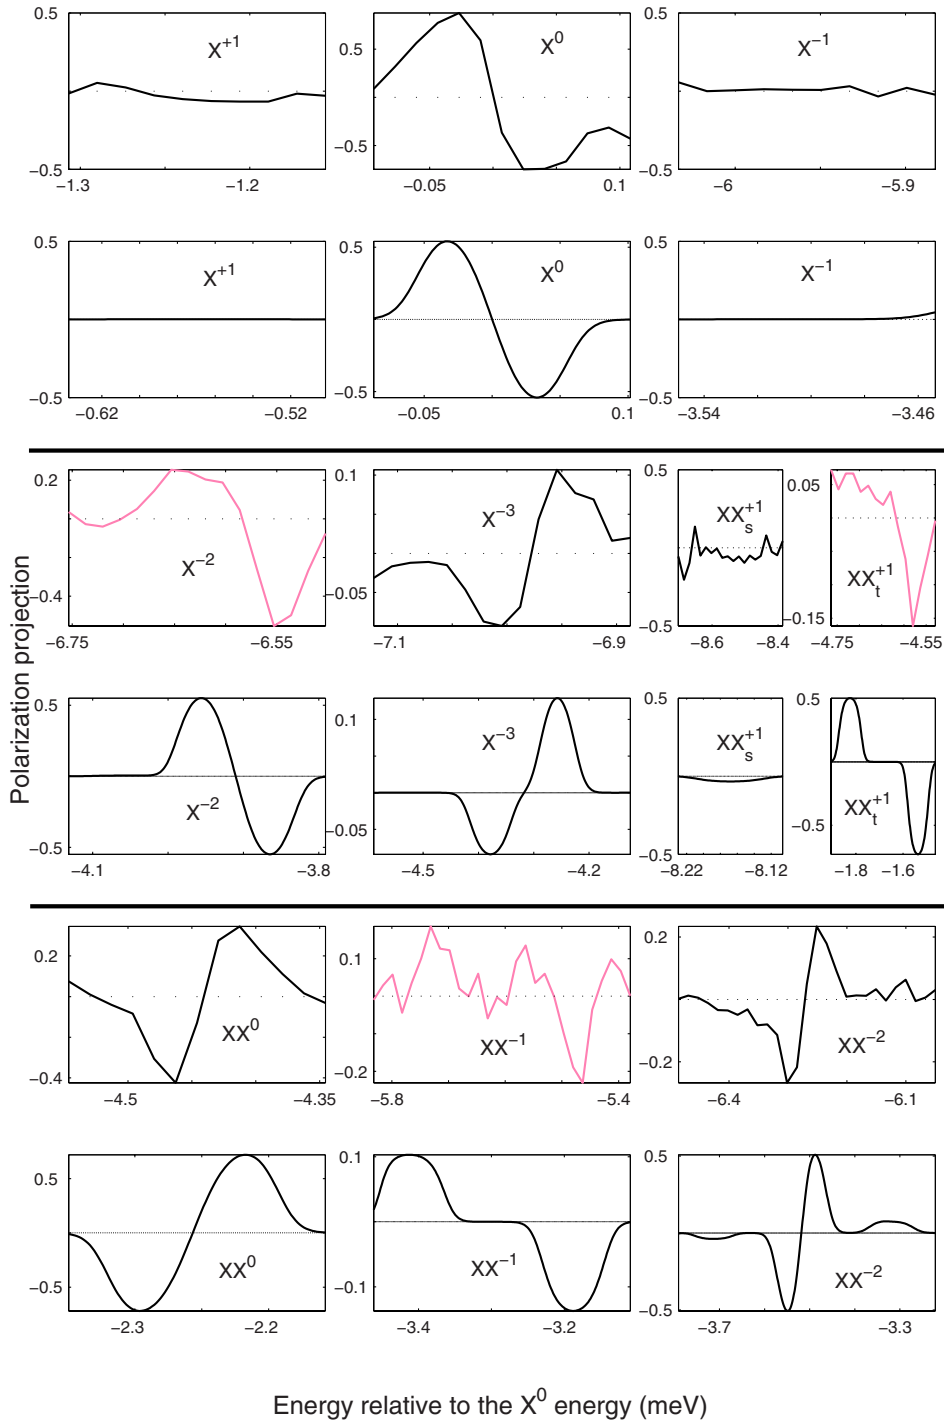 0.5 X+1 -0.5 -1.3 -1.2
0.5 X0 -0.5 -0.05 0.1
0.5 X−1 -0.5 −6 −5.9
0.5 X+1 −0.5 −0.62 −0.52
0.5 X0 −0.5 −0.05 0.1
0.5 X−1 −0.5 −3.54 −3.46
Polarization projection
0.2 X−2 −0.4 −6.75 −6.55
0.1 X−3 −0.05 −7.1 −6.9
0.5 XXs+1 −0.5 −8.6 −8.4
0.05 XXt+1 −0.15 −4.75 −4.55
0.5 X−2 −0.5 −4.1 −3.8
0.1 X−3 −0.05 −4.5 −4.2
0.5 XXs+1 −0.5 −8.22 −8.12
0.5 XXt+1 −0.5 −1.8 −1.6
0.2 XX0 −0.4 −4.5 −4.35
0.1 XX−1 −0.2 −5.8 −5.4
0.2 XX−2 −0.2 −6.4 −6.1
0.5 XX0 −0.5 −2.3 −2.2
0.1 XX−1 −0.1 −3.4 −3.2
0.5 XX−2 −0.5 −3.7 −3.3
Energy relative to the X0 energy (meV)